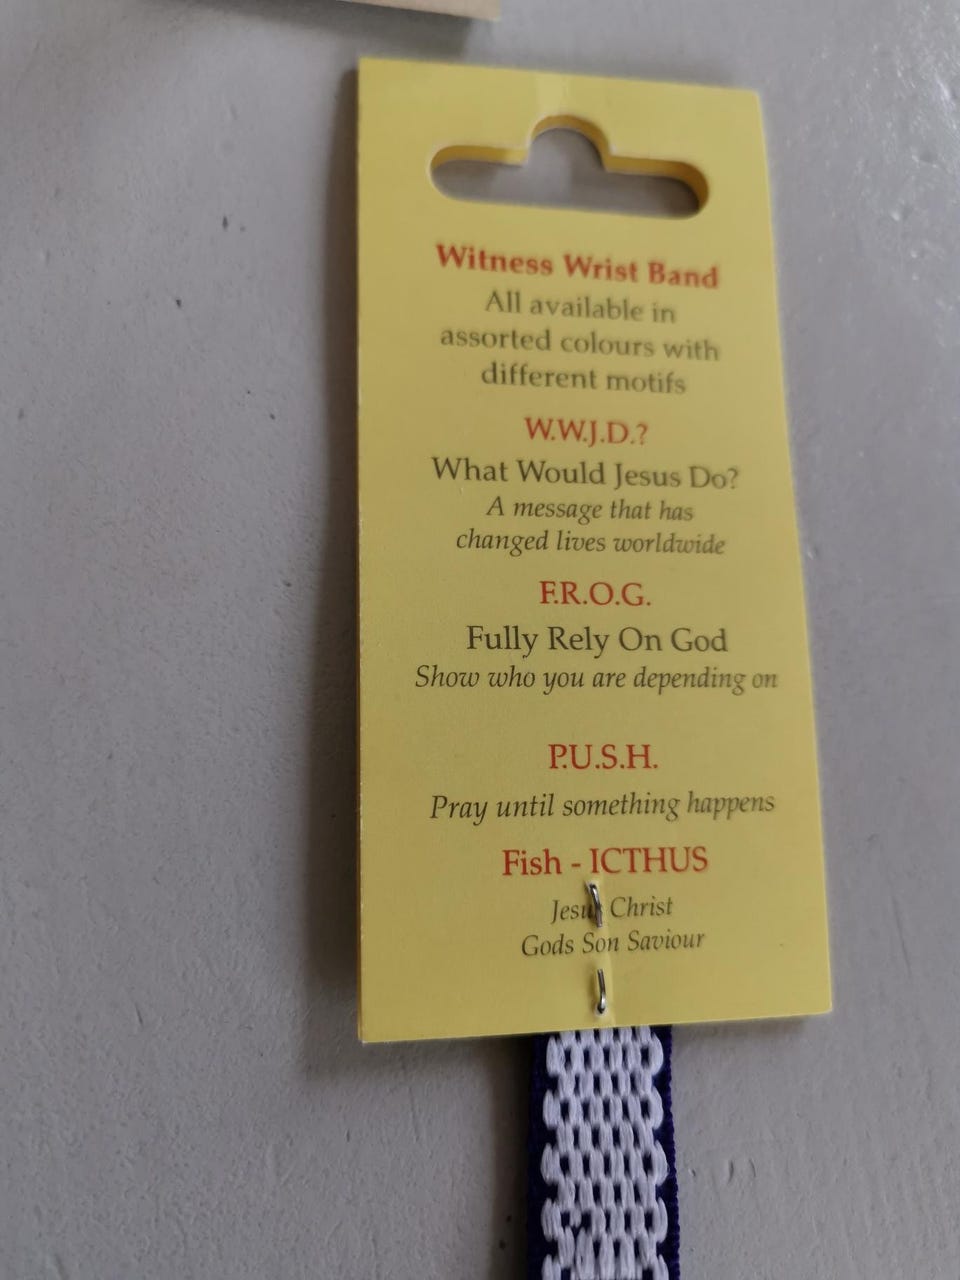 Witness Wrist Band
All available in
assorted colours with
different motifs
W.W.J.D.?
What Would Jesus Do?
A message that has
changed lives worldwide
F.R.O.G.
Fully Rely On God
Show who you are depending on
P.U.S.H.
Pray until something happens
Fish - ICTHUS
Jesus Christ
Gods Son Saviour